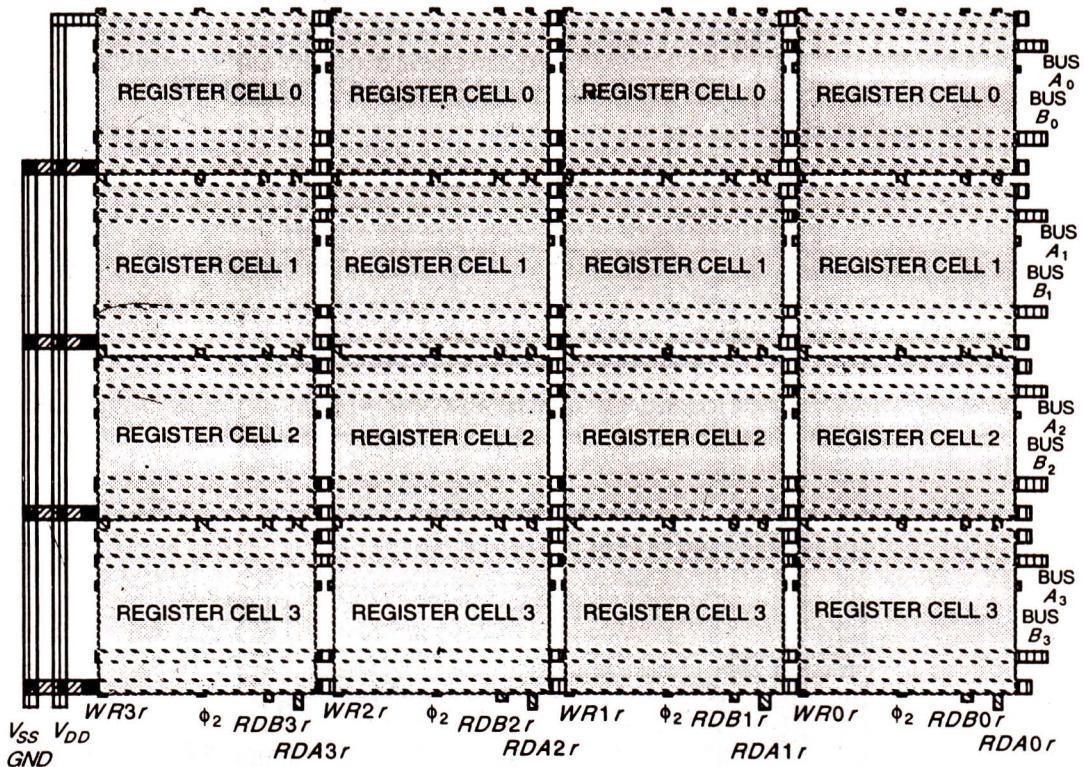 REGISTER CELL 0 REGISTER CELL 0 REGISTER CELL 0 REGISTER CELL 0
BUS
A₀
BUS
B₀
REGISTER CELL 1 REGISTER CELL 1 REGISTER CELL 1 REGISTER CELL 1
BUS
A₁
BUS
B₁
REGISTER CELL 2 REGISTER CELL 2 REGISTER CELL 2 REGISTER CELL 2
BUS
A₂
BUS
B₂
REGISTER CELL 3 REGISTER CELL 3 REGISTER CELL 3 REGISTER CELL 3
BUS
A₃
BUS
B₃
WR3r ϕ₂ RDB3r WR2r ϕ₂ RDB2r WR1r ϕ₂ RDB1r WR0r ϕ₂ RDB0r
V_SS V_DD RDA3r RDA2r RDA1r RDA0r
GND